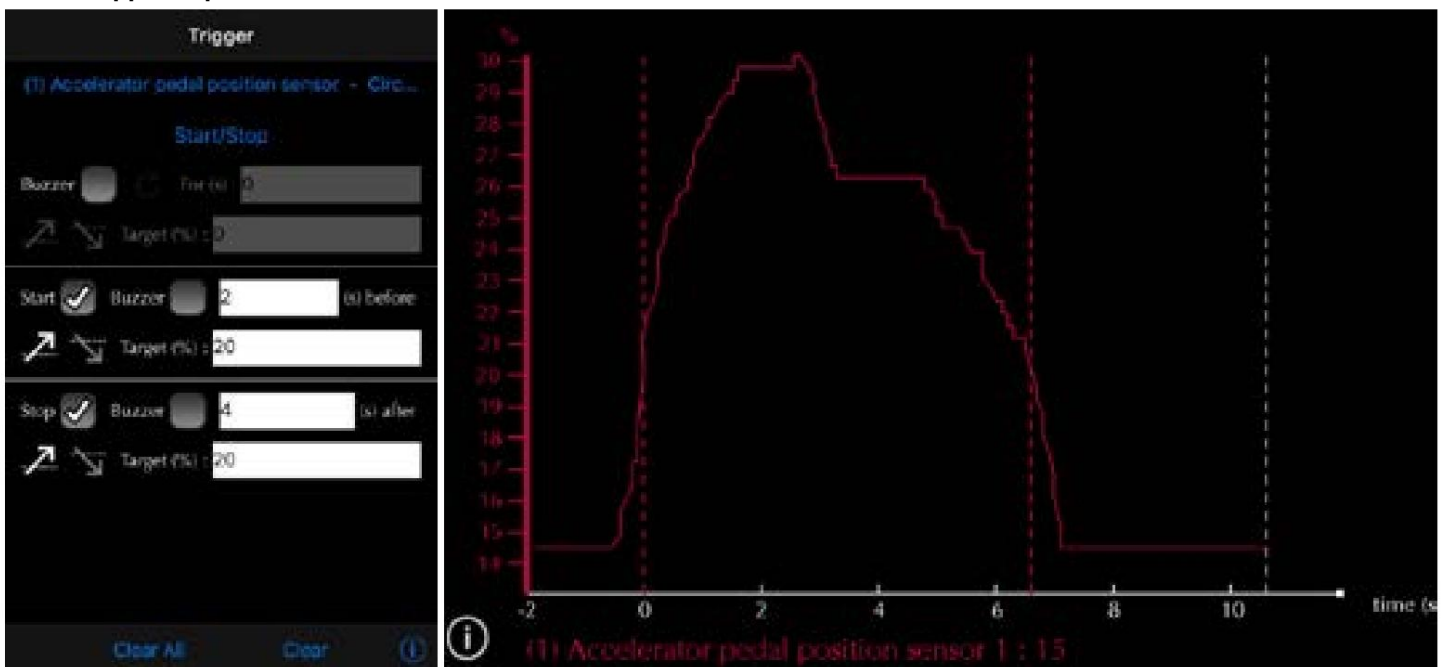 Trigger
(1) Accelerator pedal position sensor - Circ...
Start/Stop
Buzzer For (s) 0
Target (%) : 0
Start Buzzer 2 (s) before
Target (%) : 20
Stop Buzzer 4 (s) after
Target (%) : 20
Clear All Clear
%
30
29
28
27
26
25
24
23
22
21
20
19
18
17
16
15
14
-2 0 2 4 6 8 10 time (s
(1) Accelerator pedal position sensor 1 : 15